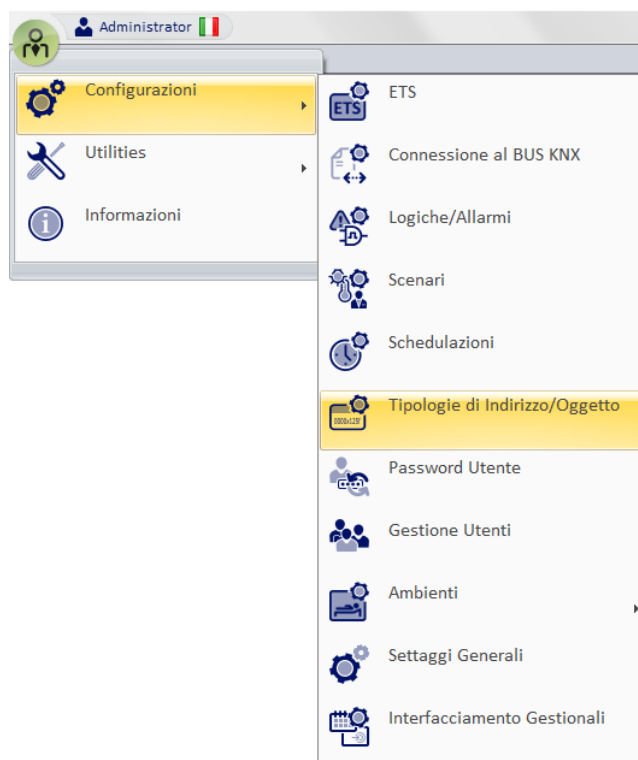 Administrator
Configurazioni
Utilities
Informazioni
ETS
ETS
Connessione al BUS KNX
Logiche/Allarmi
Scenari
Schedulazioni
Tipologie di Indirizzo/Oggetto
Password Utente
Gestione Utenti
Ambienti
Settaggi Generali
Interfacciamento Gestionali